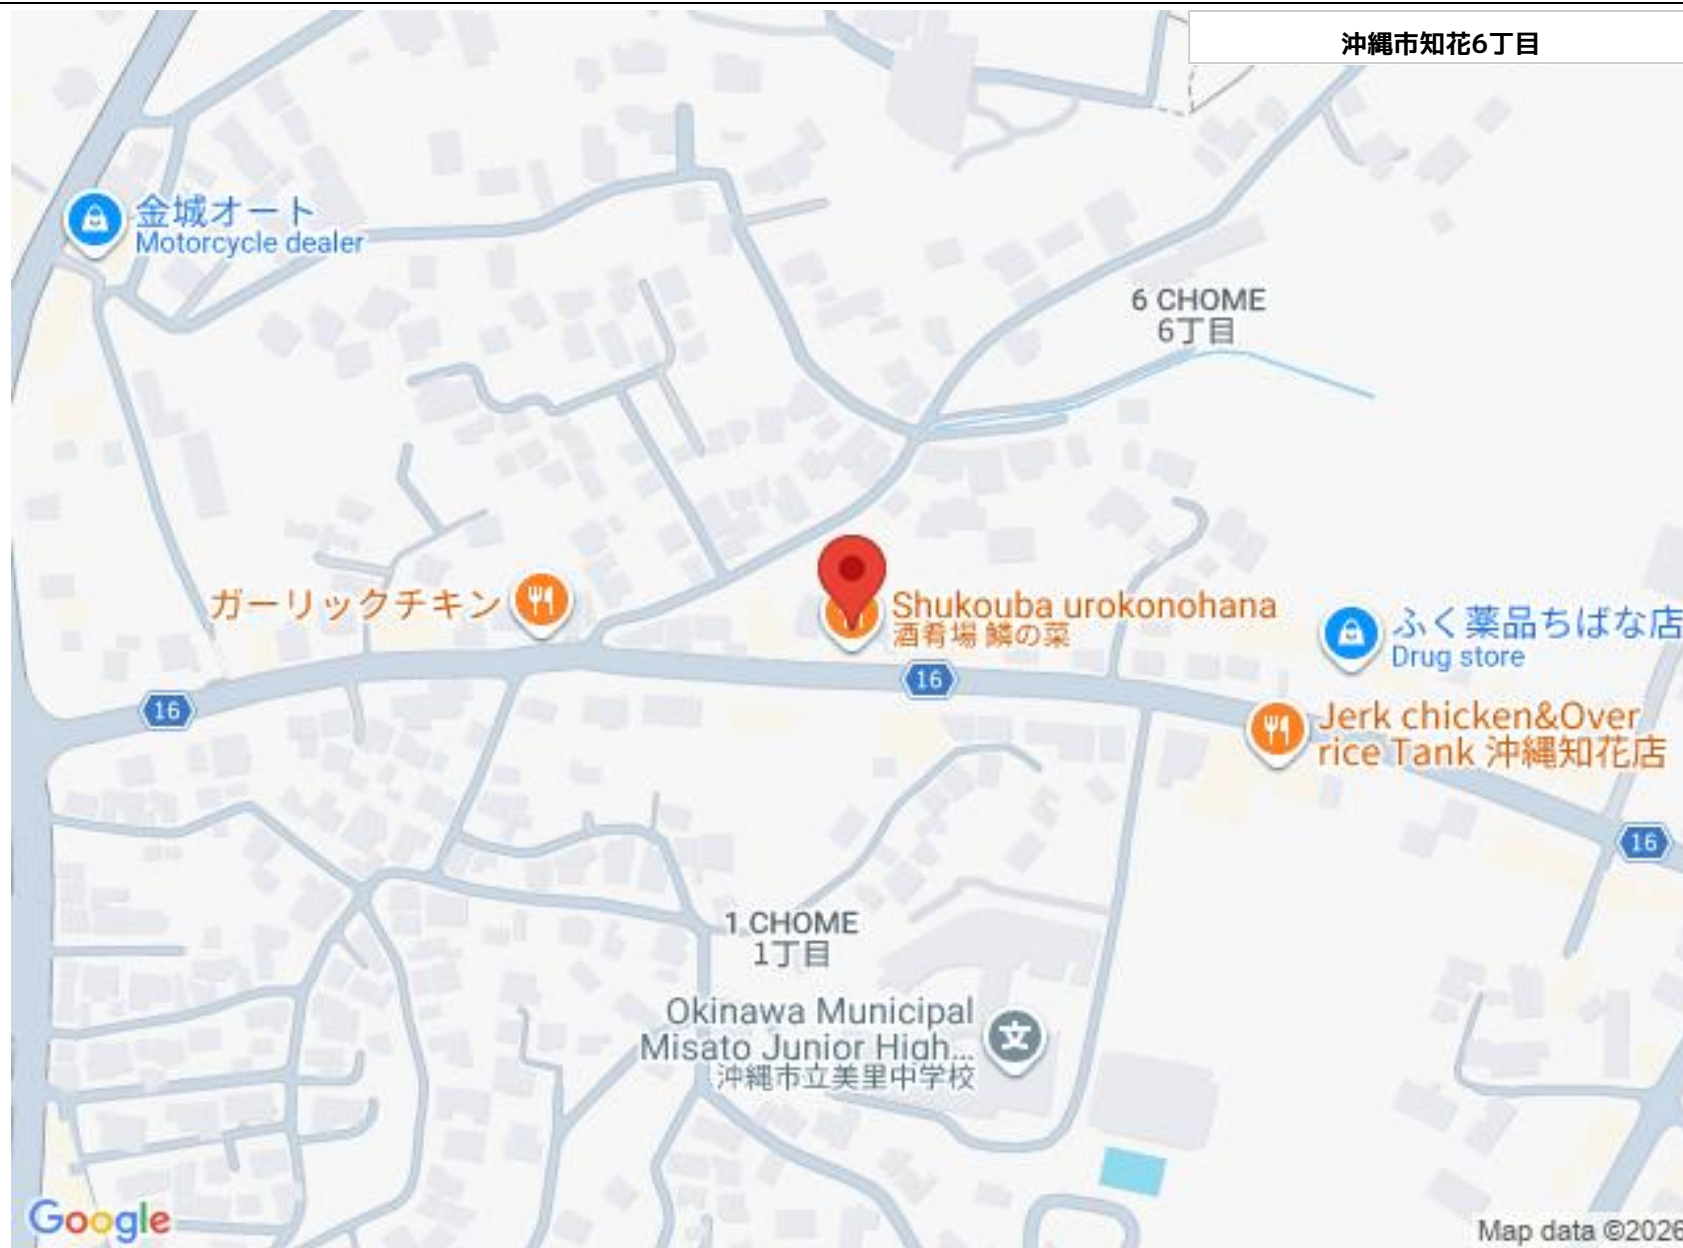 沖縄市知花6丁目
金城オート
Motorcycle dealer
6 CHOME
6丁目
ガーリックチキン
Shukouba urokonohana
酒肴場 鱗の菜
ふく薬品ちばな店
Drug store
16
16
Jerk chicken&Over
rice Tank 沖縄知花店
16
1 CHOME
1丁目
Okinawa Municipal
Misato Junior High...
沖縄市立美里中学校
文
Google
Map data ©2026